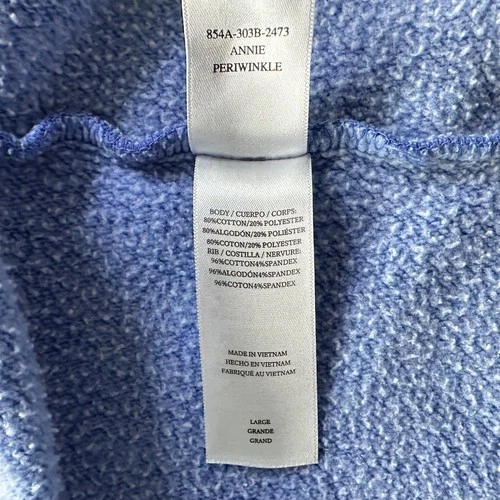 854A-303B-2473
ANNIE
PERIWINKLE
BODY / CUERPO / CORPS:
80%COTTON/20% POLYESTER
80%ALGODÓN/20% POLIÉSTER
80%COTON/20% POLYESTER
RIB / COSTILLA / NERVURE:
96%COTTON4%SPANDEX
96%ALGODÓN4%SPANDEX
96%COTON4%SPANDEX
MADE IN VIETNAM
HECHO EN VIETNAM
FABRIQUÉ AU VIETNAM
LARGE
GRANDE
GRAND